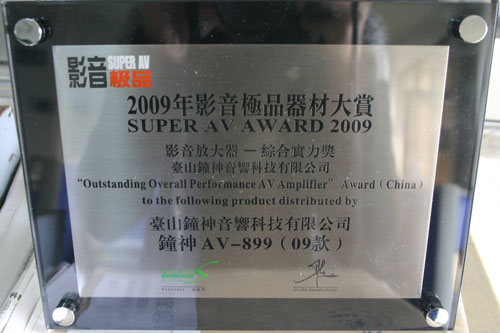 影音 SUPER AV
极品
2009年影音極品器材大賞
SUPER AV AWARD 2009
影音放大器－綜合實力獎
臺山鐘神音響科技有限公司
“Outstanding Overall Performance AV Amplifier” Award（China）
to the following product distributed by
臺山鐘神音響科技有限公司
鐘神 AV-899（09款）